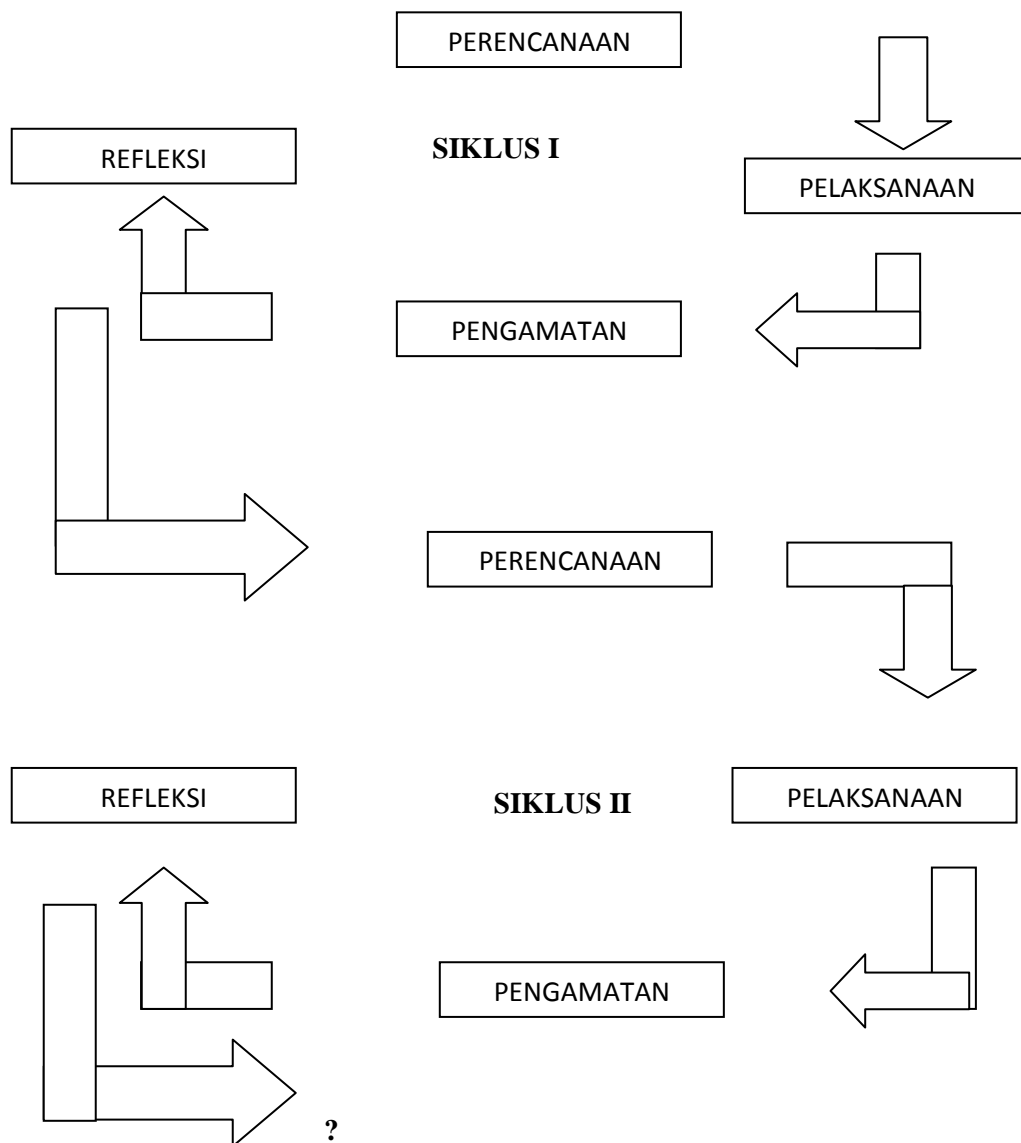 PERENCANAAN
REFLEKSI
SIKLUS I
PELAKSANAAN
PENGAMATAN
PERENCANAAN
REFLEKSI
SIKLUS II
PELAKSANAAN
PENGAMATAN
?